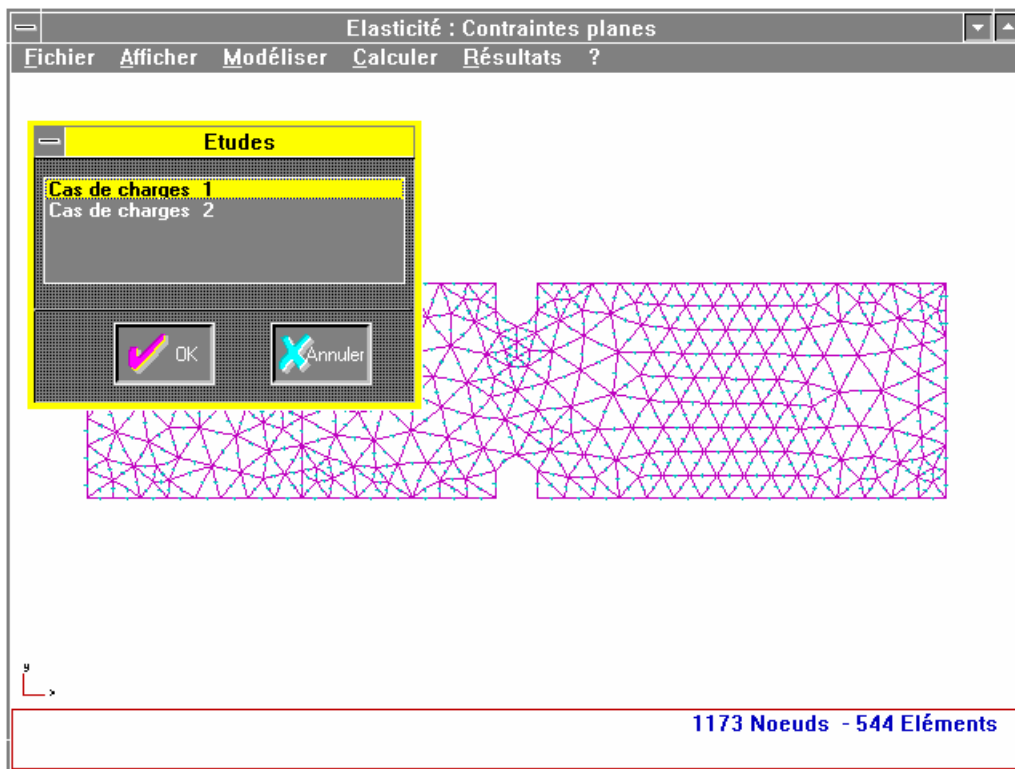 Elasticité : Contraintes planes
Fichier Afficher Modéliser Calculer Résultats ?
Etudes
Cas de charges 1
Cas de charges 2
OK Annuler
y
x
1173 Noeuds - 544 Eléments